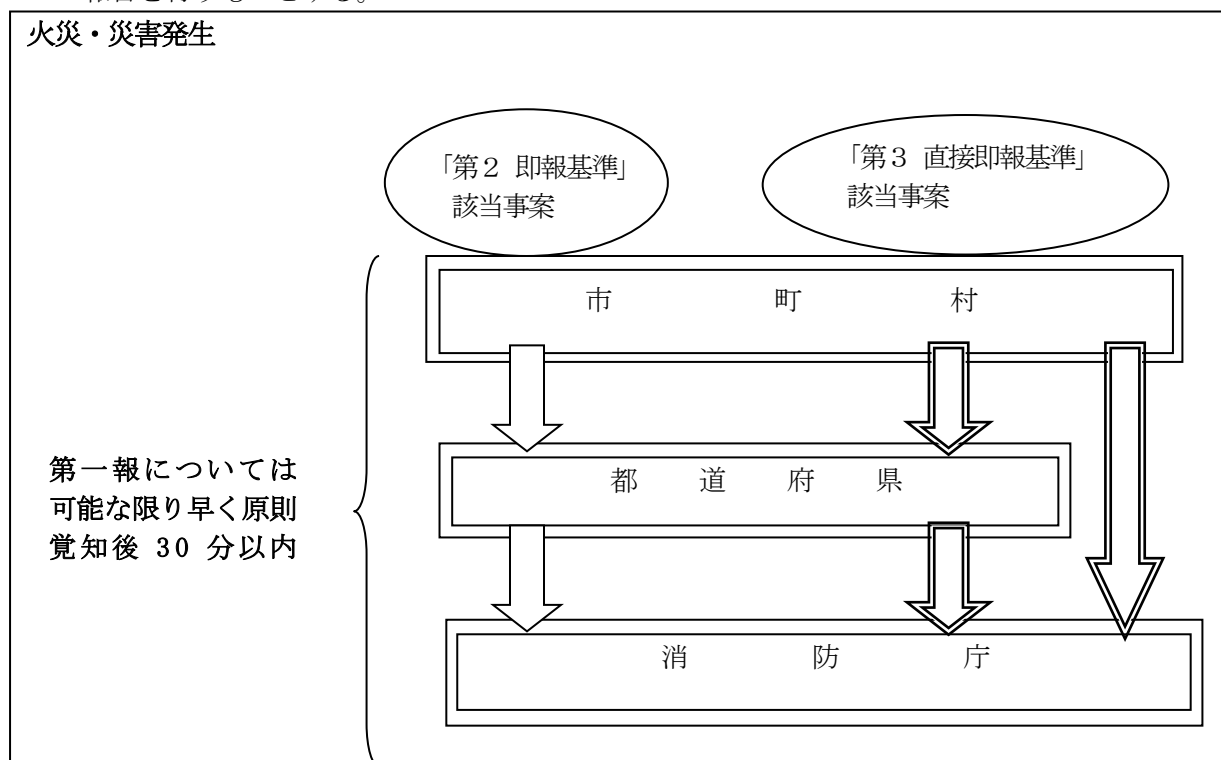 火災・災害発生
「第2 即報基準」
該当事案
「第3 直接即報基準」
該当事案
市町村
都道府県
第一報については
可能な限り早く原則
覚知後 30 分以内
消防庁